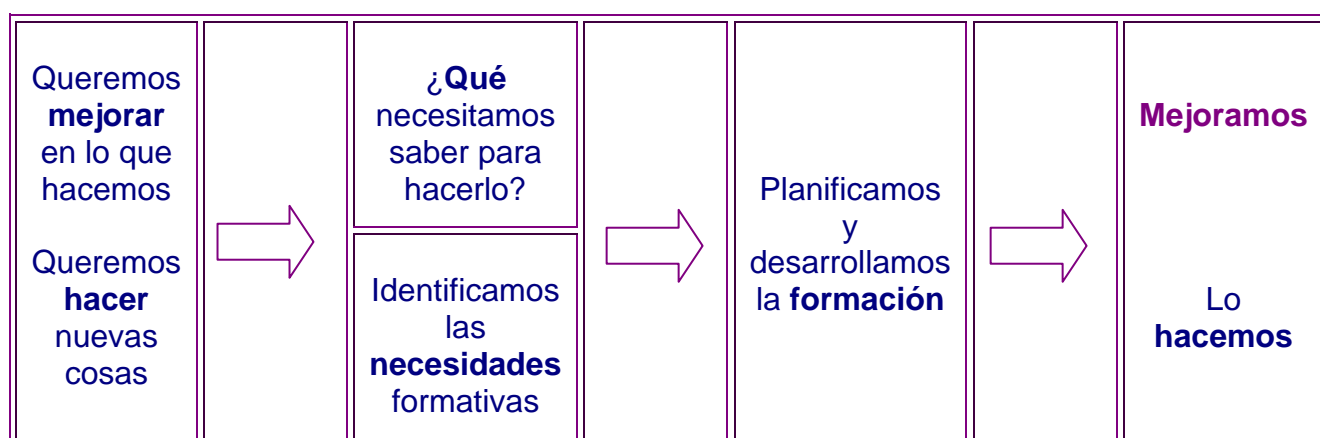 Queremos
mejorar
en lo que
hacemos
Queremos
hacer
nuevas
cosas
¿Qué
necesitamos
saber para
hacerlo?
Identificamos
las
necesidades
formativas
Planificamos
y
desarrollamos
la formación
Mejoramos
Lo
hacemos